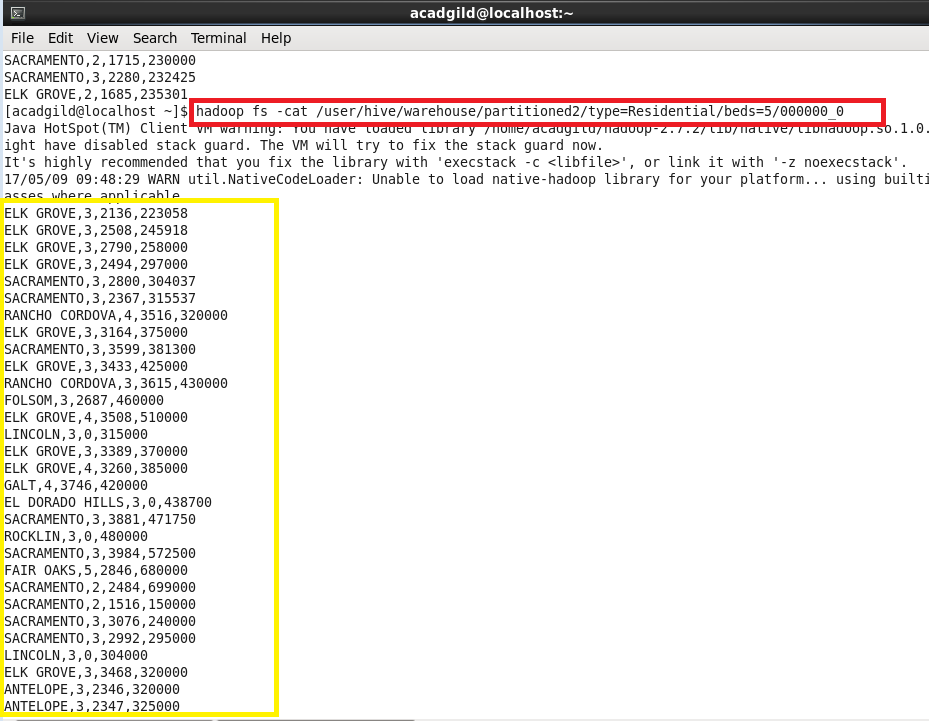 acadgild@localhost:~
File Edit View Search Terminal Help
SACRAMENTO,2,1715,230000
SACRAMENTO,3,2280,232425
ELK GROVE,2,1685,235301
[acadgild@localhost ~]$ hadoop fs -cat /user/hive/warehouse/partitioned2/type=Residential/beds=5/000000_0
Java HotSpot(TM) Client VM warning: You have loaded library /home/acadgild/hadoop-2.7.2/lib/native/libhadoop.so.1.0.
ight have disabled stack guard. The VM will try to fix the stack guard now.
It's highly recommended that you fix the library with 'execstack -c <libfile>', or link it with '-z noexecstack'.
17/05/09 09:48:29 WARN util.NativeCodeLoader: Unable to load native-hadoop library for your platform... using builti
asses where applicable
ELK GROVE,3,2136,223058
ELK GROVE,3,2508,245918
ELK GROVE,3,2790,258000
ELK GROVE,3,2494,297000
SACRAMENTO,3,2800,304037
SACRAMENTO,3,2367,315537
RANCHO CORDOVA,4,3516,320000
ELK GROVE,3,3164,375000
SACRAMENTO,3,3599,381300
ELK GROVE,3,3433,425000
RANCHO CORDOVA,3,3615,430000
FOLSOM,3,2687,460000
ELK GROVE,4,3508,510000
LINCOLN,3,0,315000
ELK GROVE,3,3389,370000
ELK GROVE,4,3260,385000
GALT,4,3746,420000
EL DORADO HILLS,3,0,438700
SACRAMENTO,3,3881,471750
ROCKLIN,3,0,480000
SACRAMENTO,3,3984,572500
FAIR OAKS,5,2846,680000
SACRAMENTO,2,2484,699000
SACRAMENTO,2,1516,150000
SACRAMENTO,3,3076,240000
SACRAMENTO,3,2992,295000
LINCOLN,3,0,304000
ELK GROVE,3,3468,320000
ANTELOPE,3,2346,320000
ANTELOPE,3,2347,325000